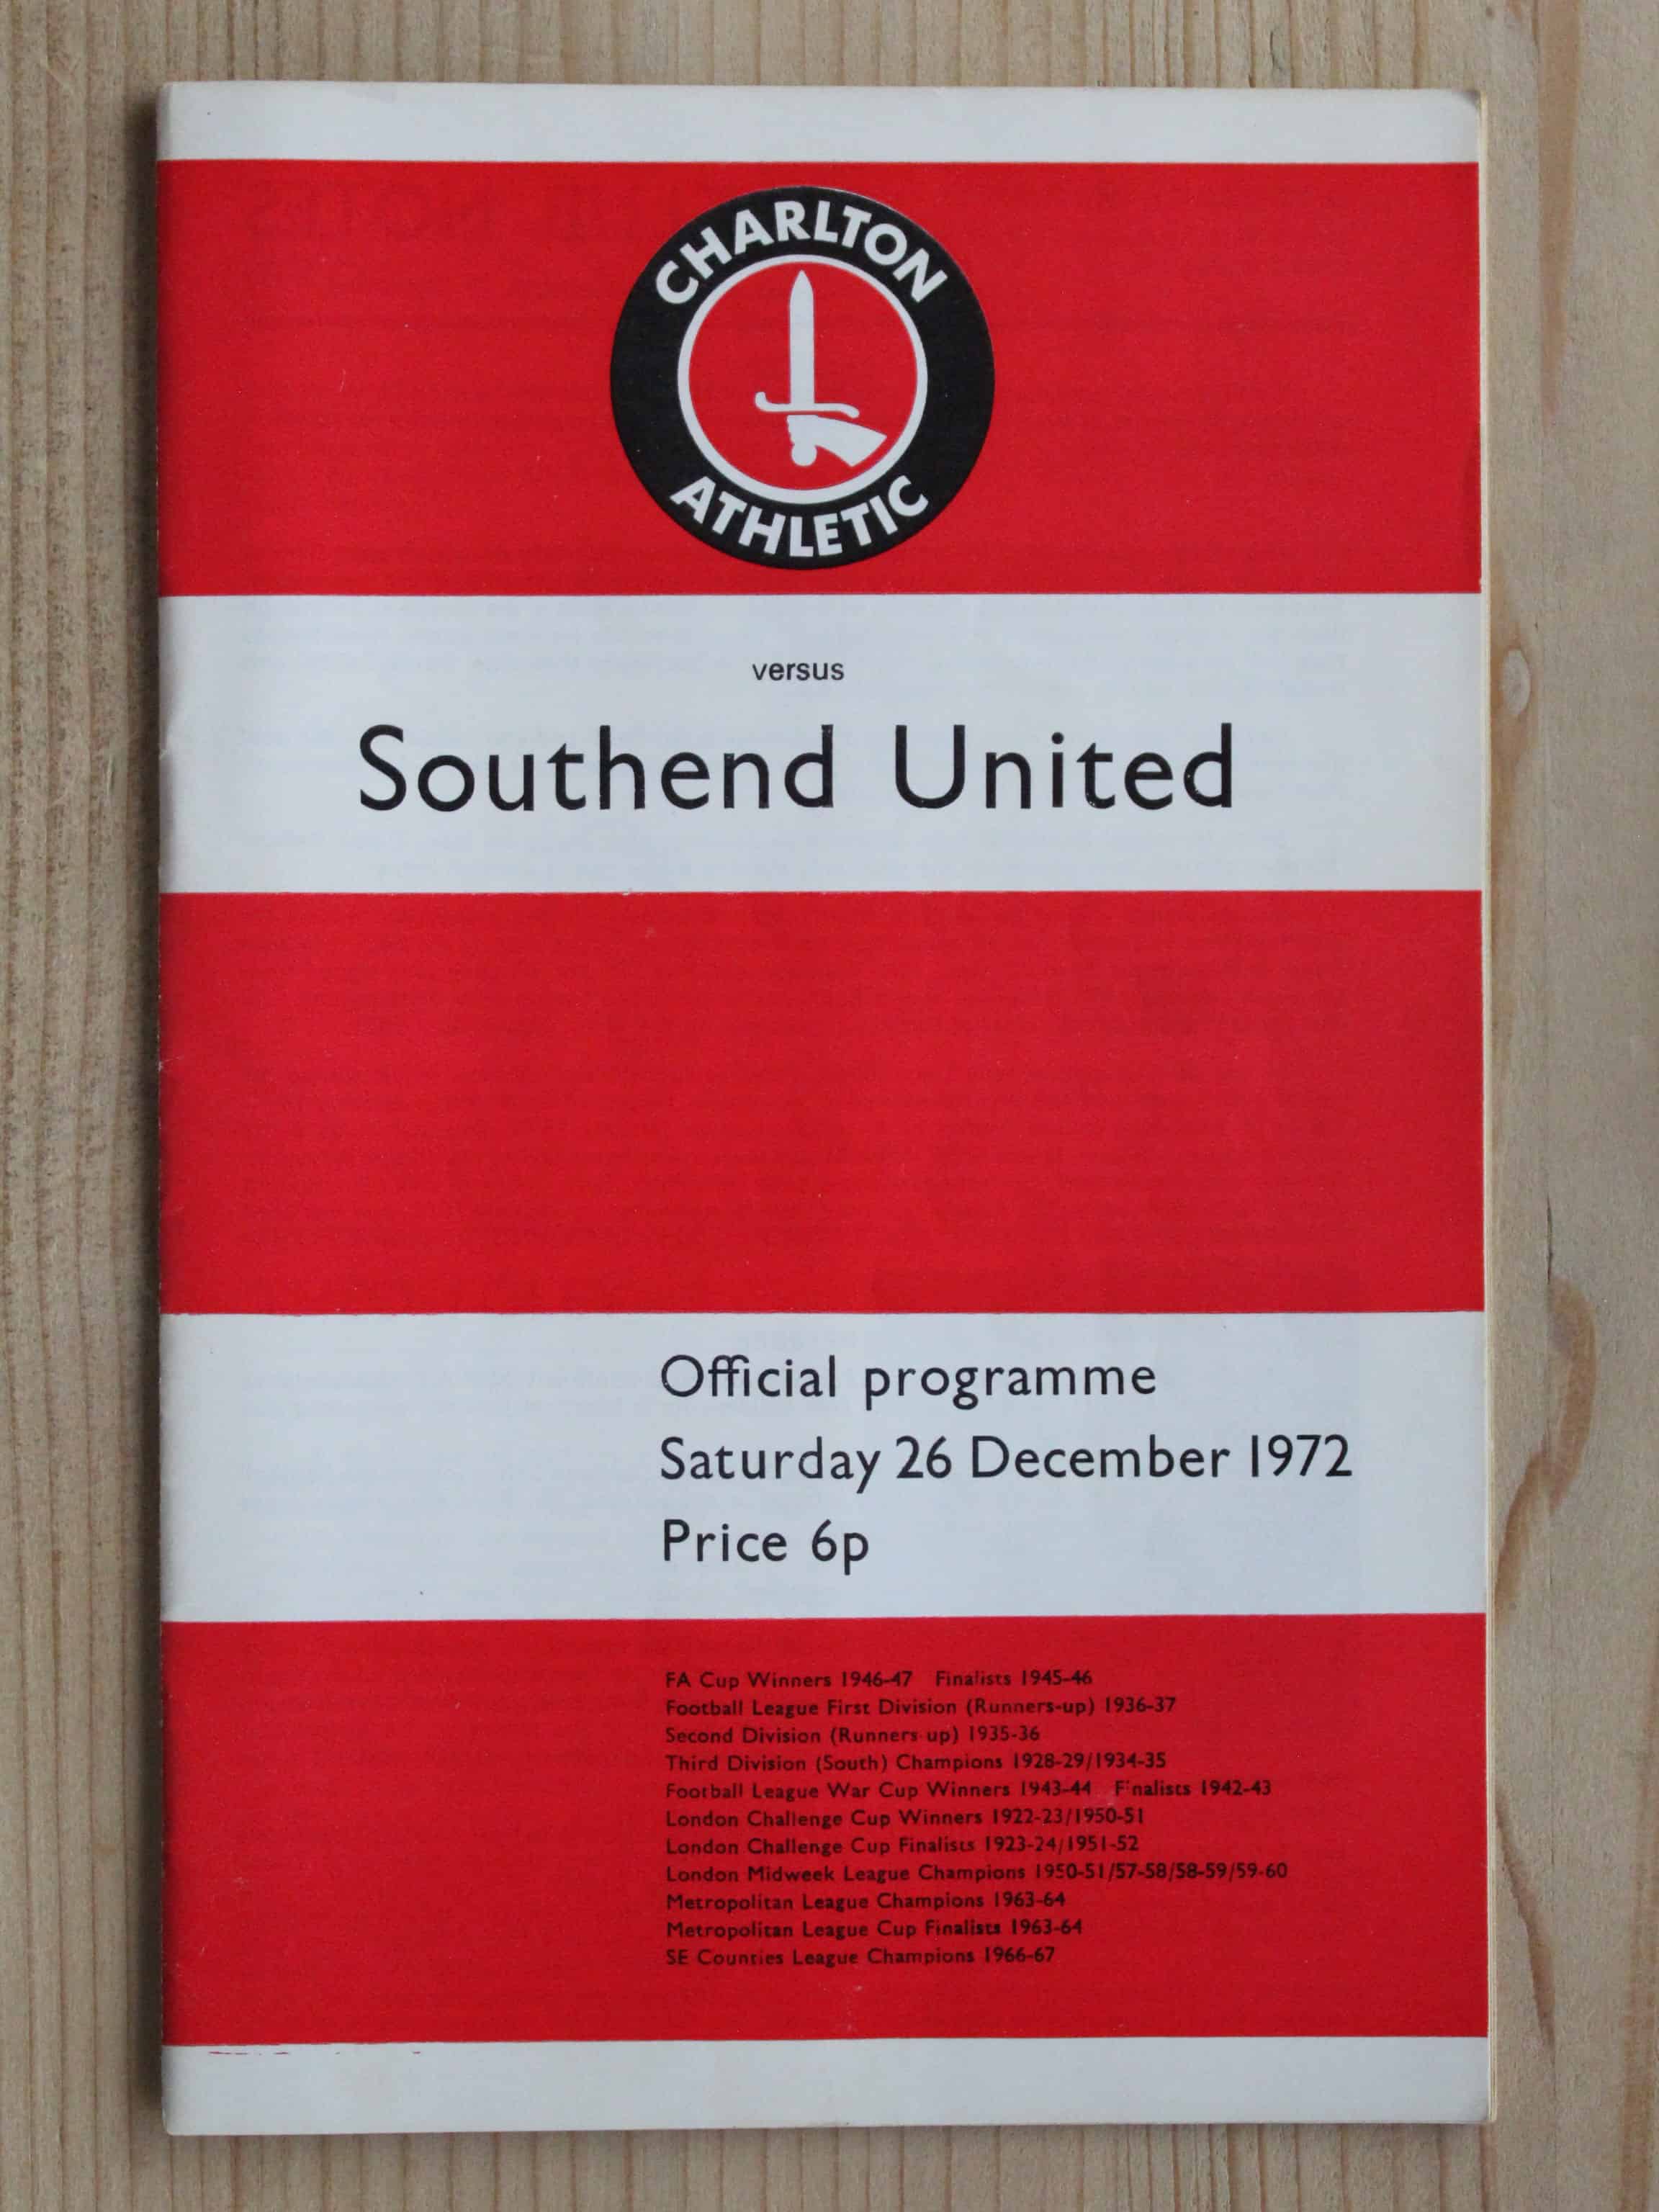 CHARLTON
ATHLETIC
versus
Southend United
Official programme
Saturday 26 December 1972
Price 6p
FA Cup Winners 1946-47 Finalists 1945-46
Football League First Division (Runners-up) 1936-37
Second Division (Runners up) 1935-36
Third Division (South) Champions 1928-29/1934-35
Football League War Cup Winners 1943-44 Finalists 1942-43
London Challenge Cup Winners 1922-23/1950-51
London Challenge Cup Finalists 1923-24/1951-52
London Midweek League Champions 1950-51/57-58/58-59/59-60
Metropolitan League Champions 1963-64
Metropolitan League Cup Finalists 1963-64
SE Counties League Champions 1966-67